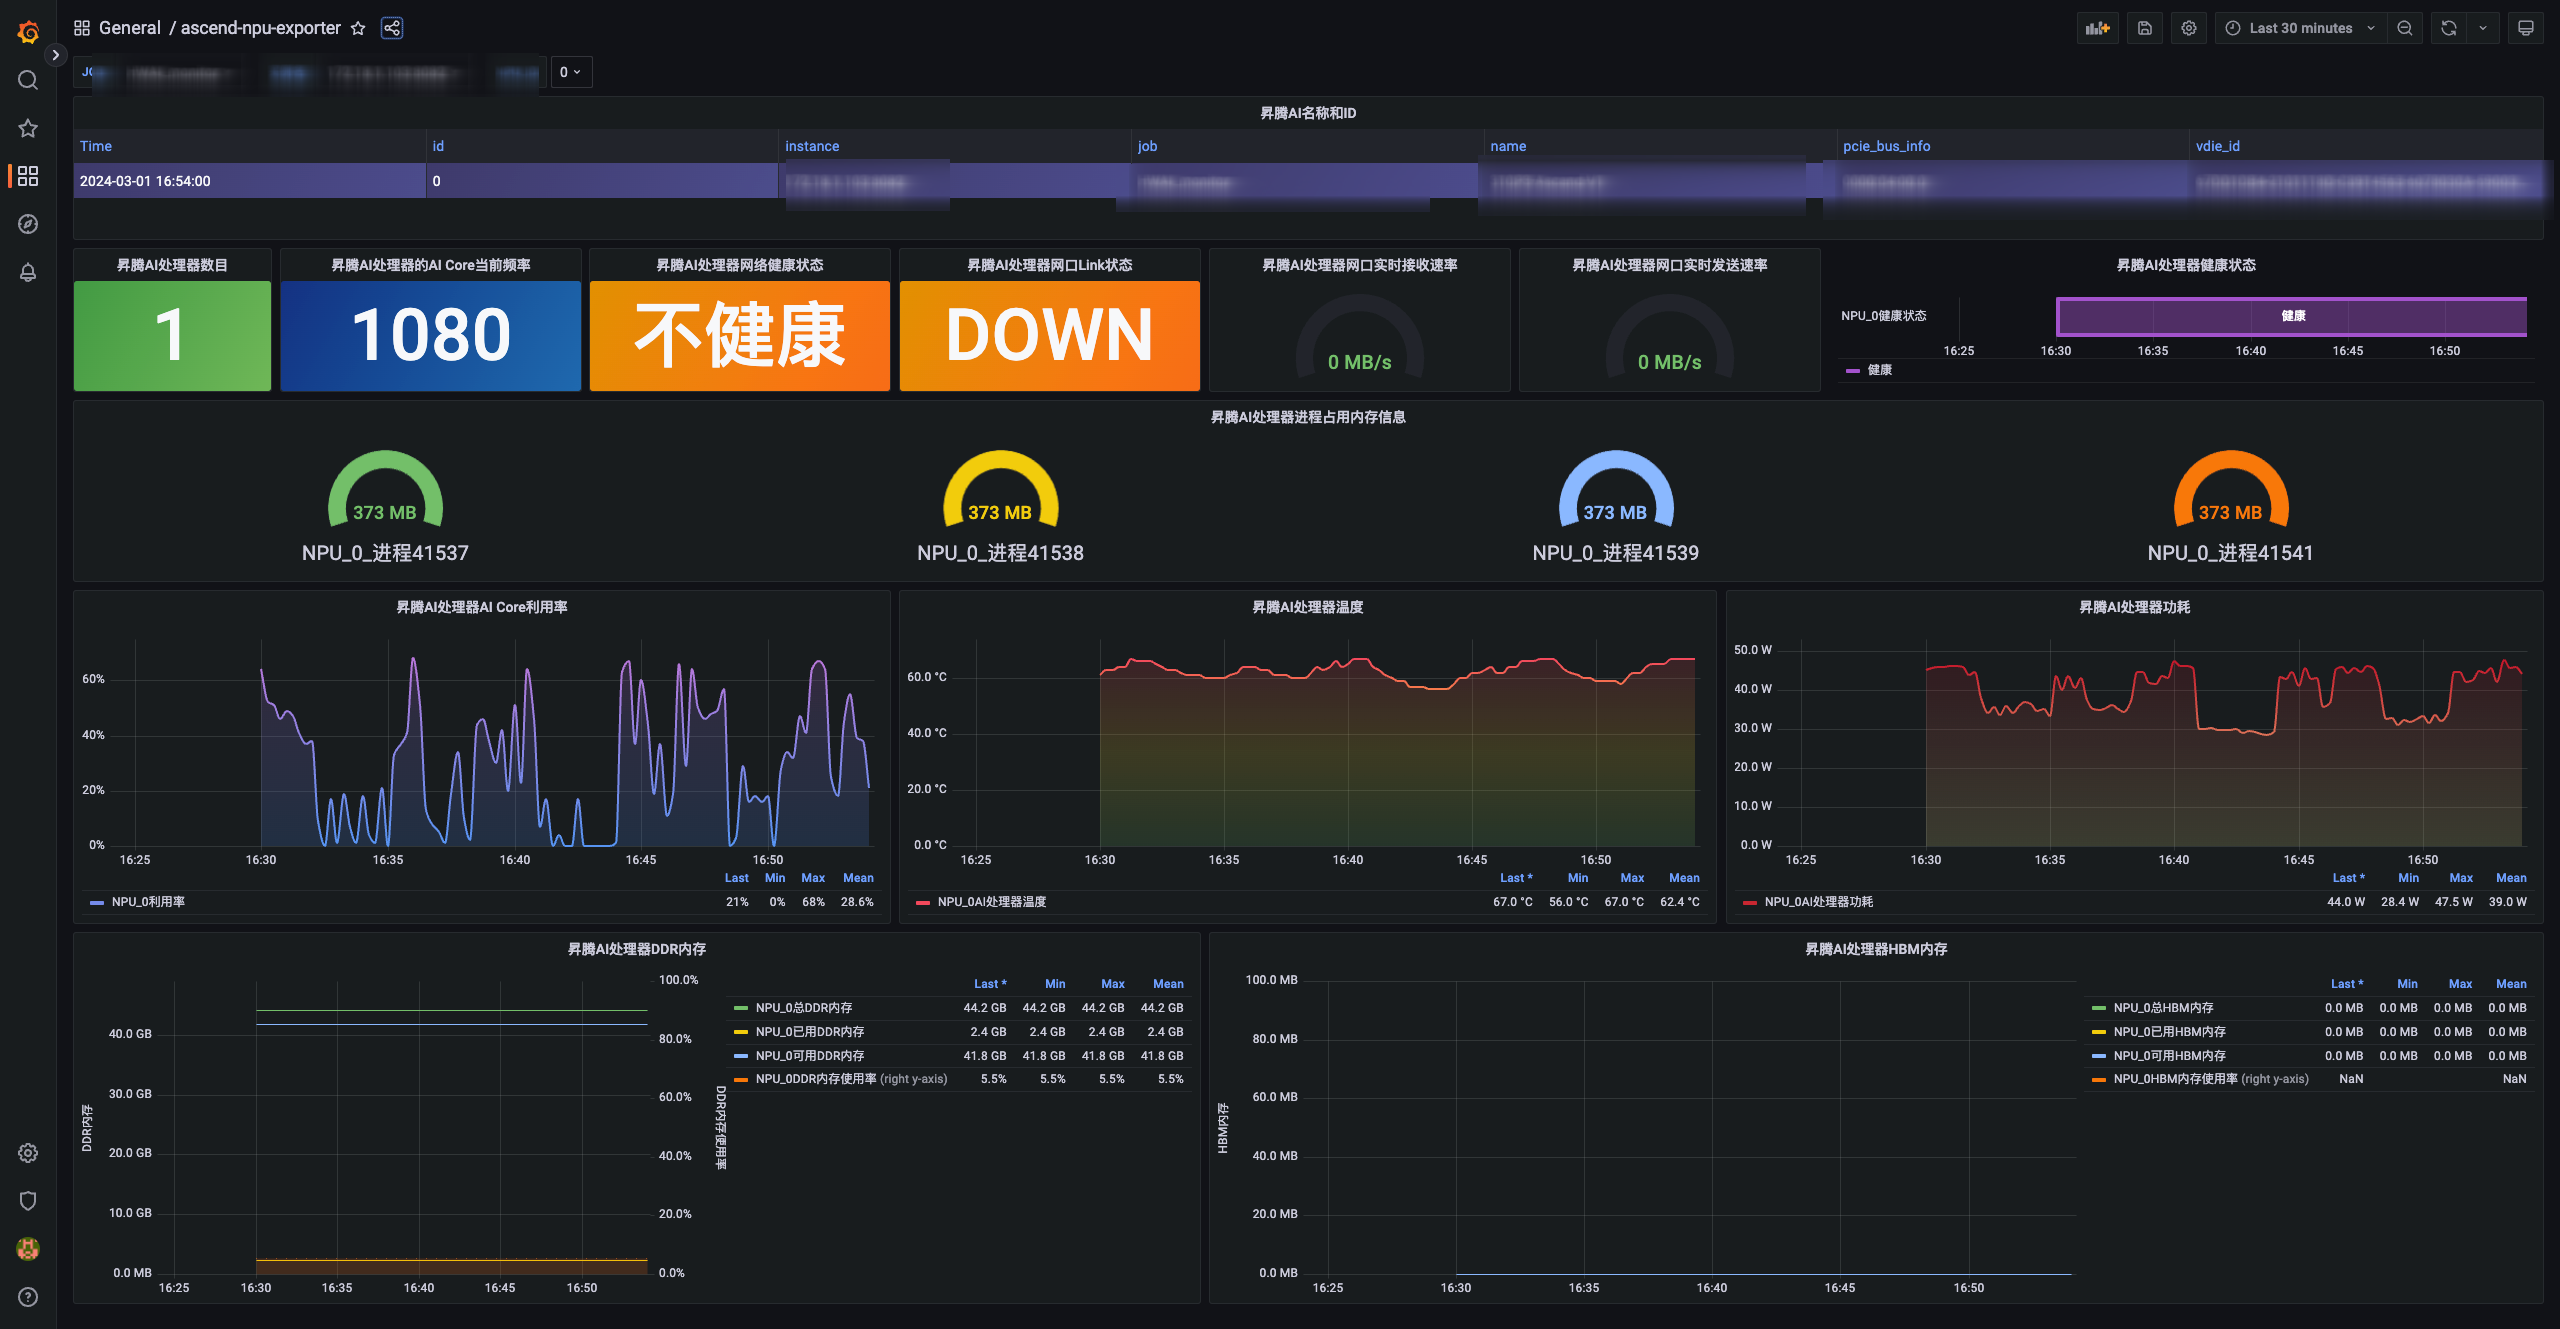 General / ascend-npu-exporter
Last 30 minutes
0
昇腾AI名称和ID
Time id instance job name pcie_bus_info vdie_id
2024-03-01 16:54:00 0
昇腾AI处理器数目
1
昇腾AI处理器的AI Core当前频率
1080
昇腾AI处理器网络健康状态
不健康
昇腾AI处理器网口Link状态
DOWN
昇腾AI处理器网口实时接收速率
0 MB/s
昇腾AI处理器网口实时发送速率
0 MB/s
昇腾AI处理器健康状态
NPU_0健康状态
健康
16:25 16:30 16:35 16:40 16:45 16:50
健康
昇腾AI处理器进程占用内存信息
373 MB
NPU_0_进程41537
373 MB
NPU_0_进程41538
373 MB
NPU_0_进程41539
373 MB
NPU_0_进程41541
昇腾AI处理器AI Core利用率
60%
40%
20%
0%
16:25 16:30 16:35 16:40 16:45 16:50
Last Min Max Mean
NPU_0利用率 21% 0% 68% 28.6%
昇腾AI处理器温度
60.0 °C
40.0 °C
20.0 °C
0.0 °C
16:25 16:30 16:35 16:40 16:45 16:50
Last * Min Max Mean
NPU_0AI处理器温度 67.0 °C 56.0 °C 67.0 °C 62.4 °C
昇腾AI处理器功耗
50.0 W
40.0 W
30.0 W
20.0 W
10.0 W
0.0 W
16:25 16:30 16:35 16:40 16:45 16:50
Last * Min Max Mean
NPU_0AI处理器功耗 44.0 W 28.4 W 47.5 W 39.0 W
昇腾AI处理器DDR内存
DDR内存
40.0 GB
30.0 GB
20.0 GB
10.0 GB
0.0 MB
16:25 16:30 16:35 16:40 16:45 16:50
100.0%
80.0%
60.0%
40.0%
20.0%
0.0%
DDR内存使用率
Last * Min Max Mean
NPU_0总DDR内存 44.2 GB 44.2 GB 44.2 GB 44.2 GB
NPU_0已用DDR内存 2.4 GB 2.4 GB 2.4 GB 2.4 GB
NPU_0可用DDR内存 41.8 GB 41.8 GB 41.8 GB 41.8 GB
NPU_0DDR内存使用率 (right y-axis) 5.5% 5.5% 5.5% 5.5%
昇腾AI处理器HBM内存
HBM内存
100.0 MB
80.0 MB
60.0 MB
40.0 MB
20.0 MB
0.0 MB
16:25 16:30 16:35 16:40 16:45 16:50
Last * Min Max Mean
NPU_0总HBM内存 0.0 MB 0.0 MB 0.0 MB 0.0 MB
NPU_0已用HBM内存 0.0 MB 0.0 MB 0.0 MB 0.0 MB
NPU_0可用HBM内存 0.0 MB 0.0 MB 0.0 MB 0.0 MB
NPU_0HBM内存使用率 (right y-axis) NaN NaN